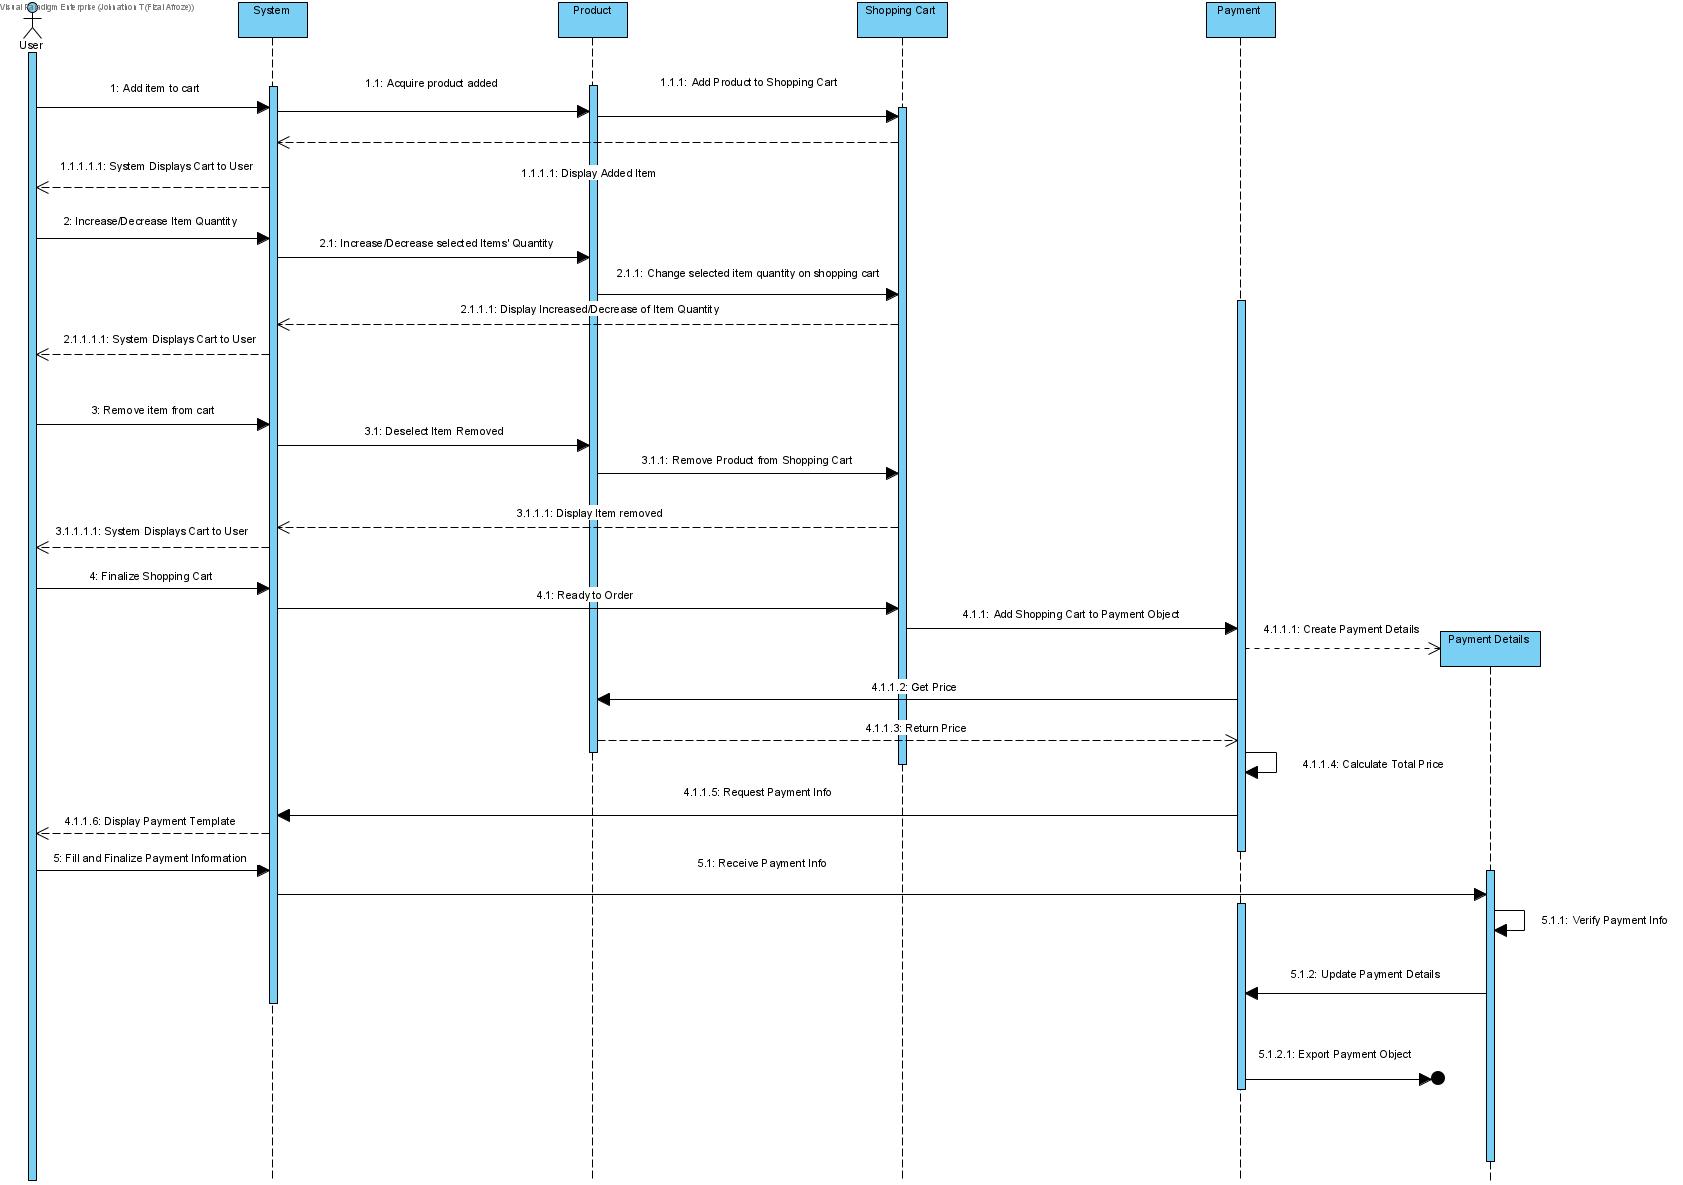 Visual Paradigm Enterprise
System
Product
Shopping Cart
Payment
User
1: Add item to cart
1.1: Acquire product added
1.1.1: Add Product to Shopping Cart
1.1.1.1.1: System Displays Cart to User
1.1.1.1: Display Added Item
2: Increase/Decrease Item Quantity
2.1: Increase/Decrease selected Items' Quantity
2.1.1: Change selected item quantity on shopping cart
2.1.1.1: Display Increased/Decrease of Item Quantity
2.1.1.1.1: System Displays Cart to User
3: Remove item from cart
3.1: Deselect Item Removed
3.1.1: Remove Product from Shopping Cart
3.1.1.1: Display Item removed
3.1.1.1.1: System Displays Cart to User
4: Finalize Shopping Cart
4.1: Ready to Order
4.1.1: Add Shopping Cart to Payment Object
4.1.1.1: Create Payment Details
Payment Details
4.1.1.2: Get Price
4.1.1.3: Return Price
4.1.1.4: Calculate Total Price
4.1.1.5: Request Payment Info
4.1.1.6: Display Payment Template
5: Fill and Finalize Payment Information
5.1: Receive Payment Info
5.1.1: Verify Payment Info
5.1.2: Update Payment Details
5.1.2.1: Export Payment Object